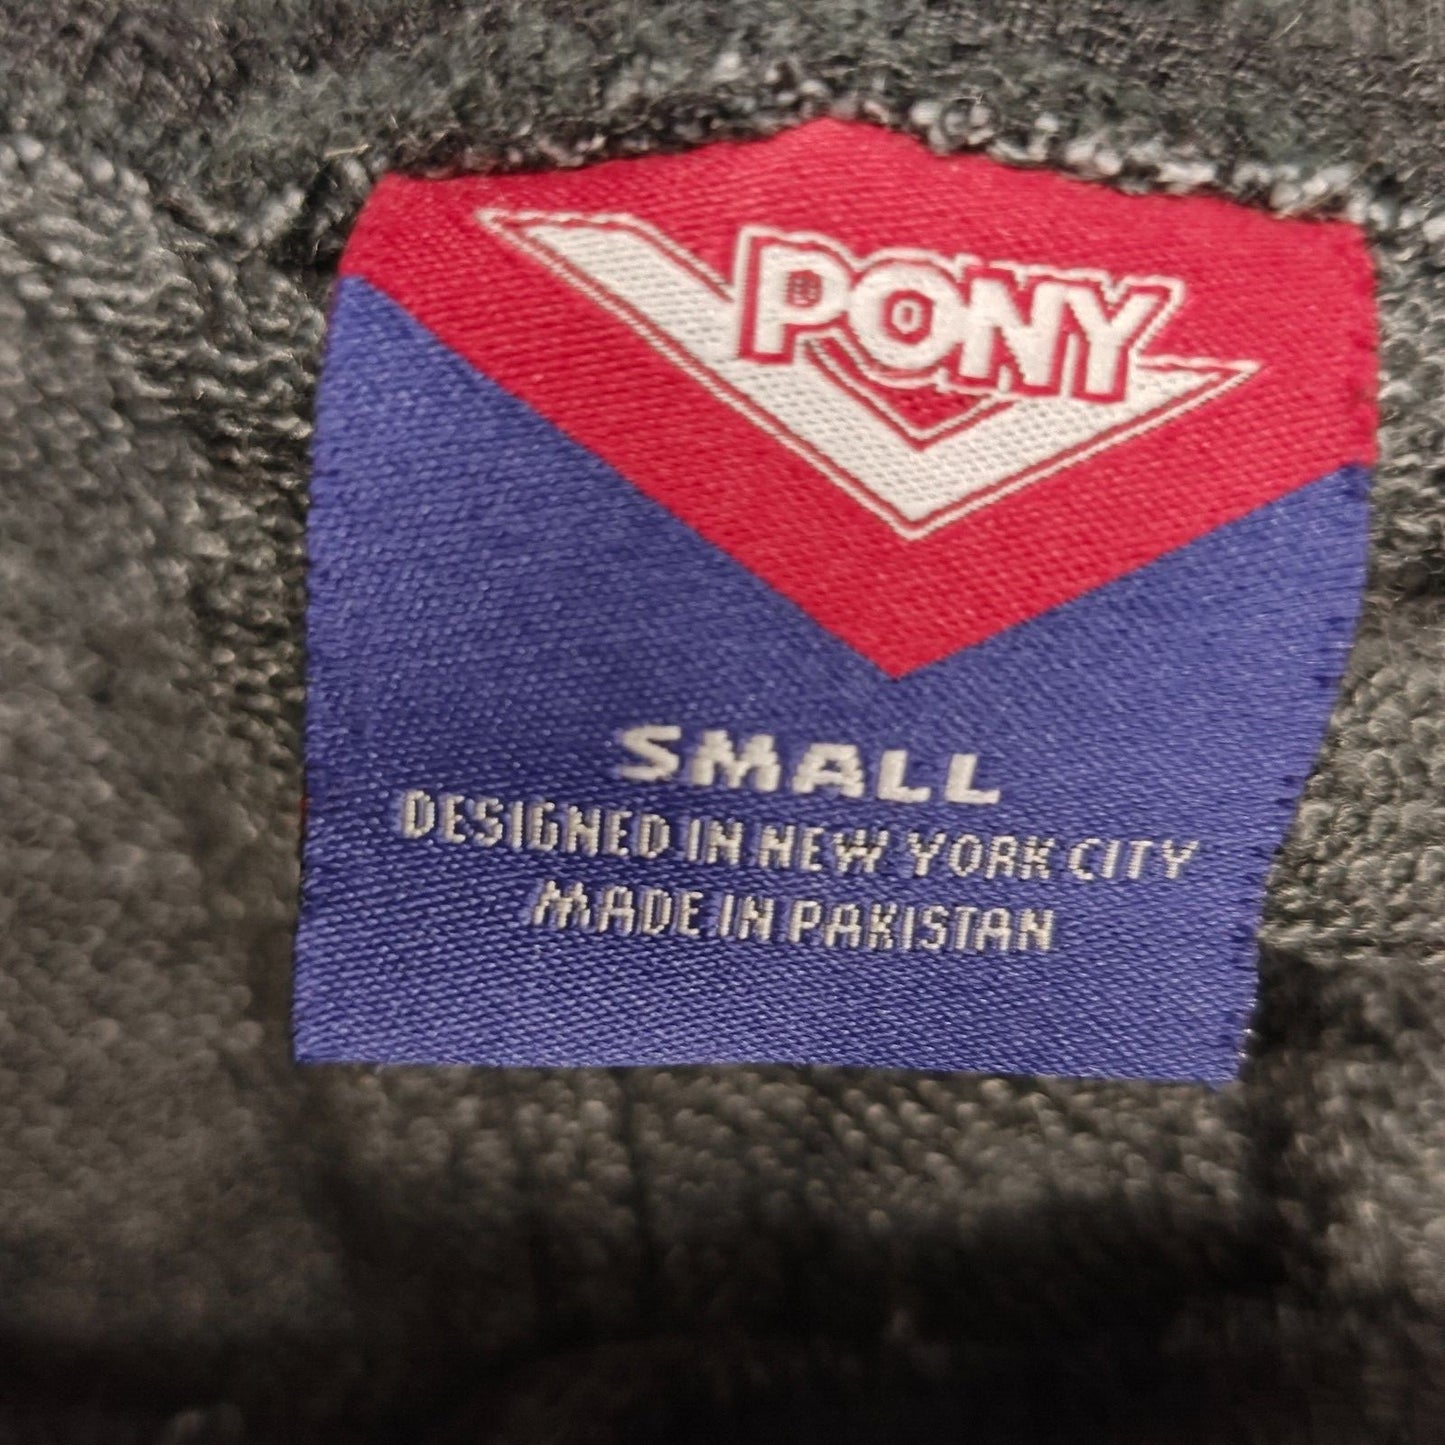 PONY
SMALL
DESIGNED IN NEW YORK CITY
MADE IN PAKISTAN